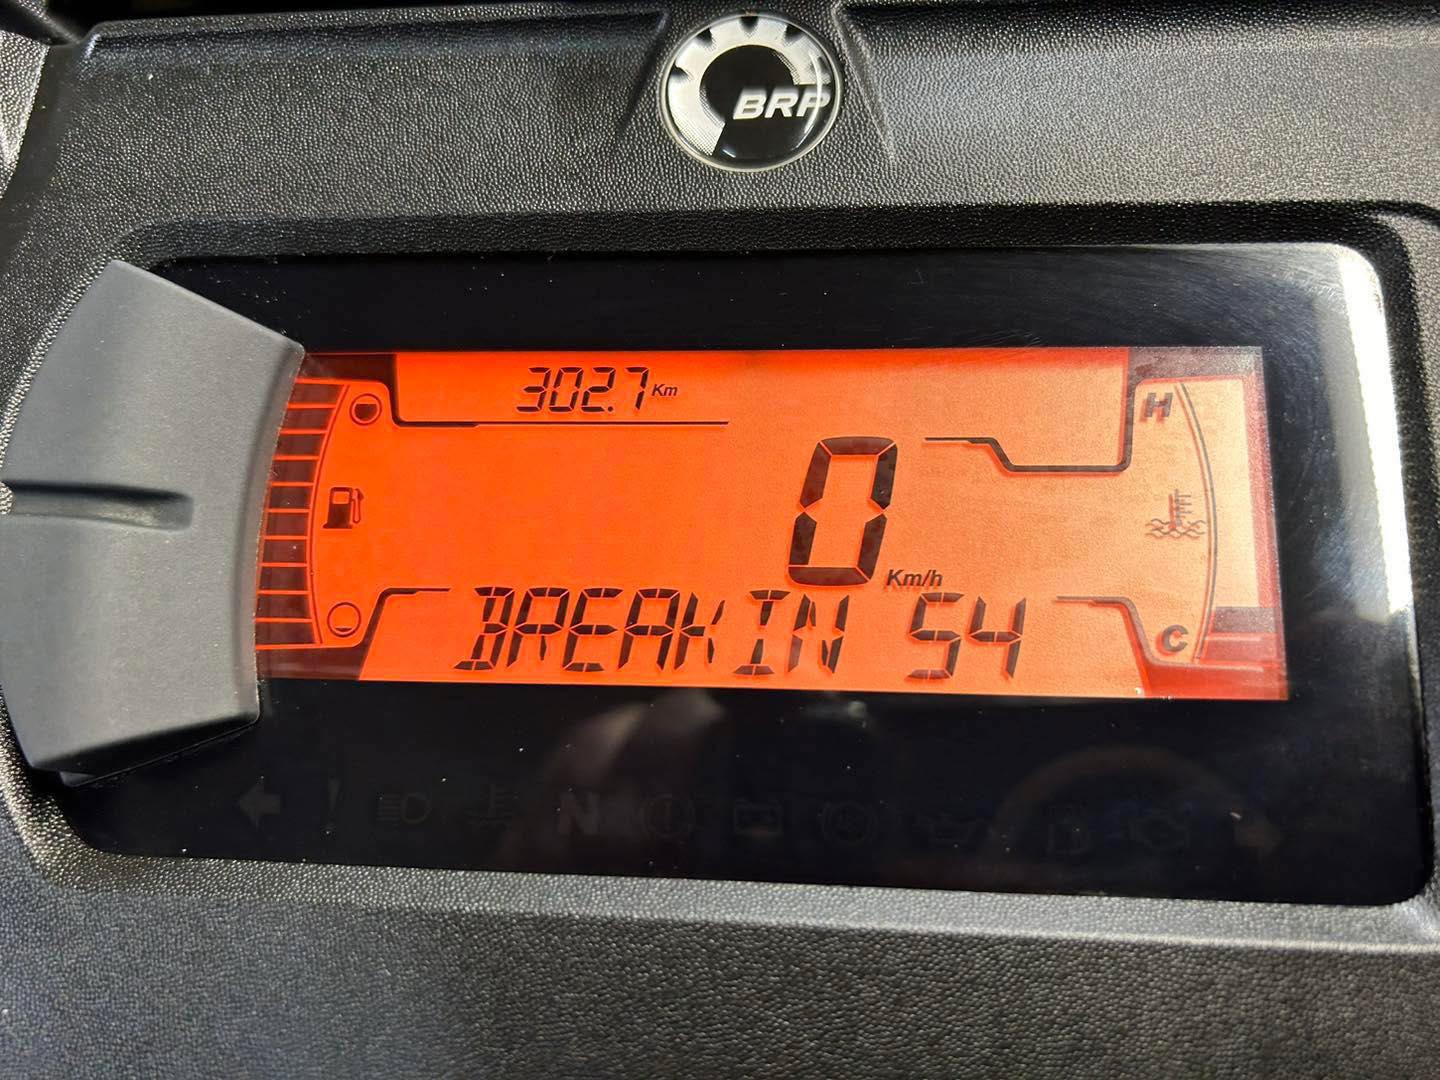 BRP
302.7 Km
H
0 Km/h
BREAKIN 54
C
N